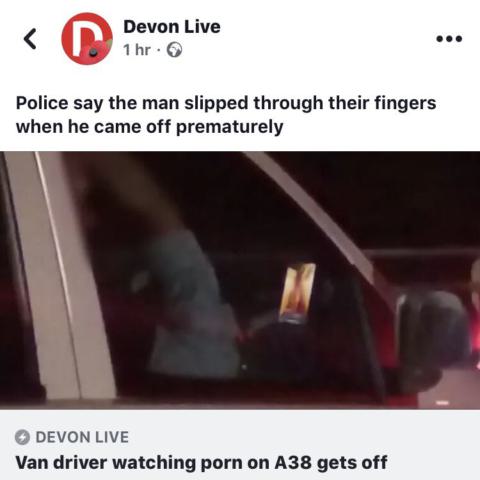 Devon Live
1 hr ·
Police say the man slipped through their fingers
when he came off prematurely
DEVON LIVE
Van driver watching porn on A38 gets off